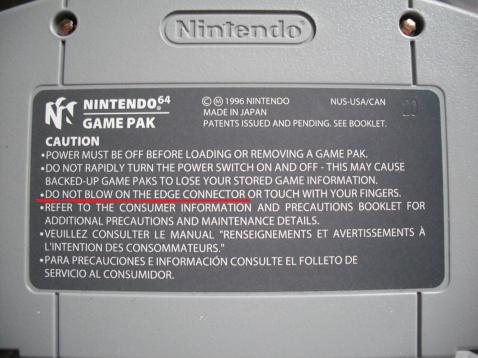 Nintendo®
NINTENDO⁶⁴ © Ⓜ 1996 NINTENDO NUS-USA/CAN
GAME PAK MADE IN JAPAN
PATENTS ISSUED AND PENDING. SEE BOOKLET.
CAUTION
•POWER MUST BE OFF BEFORE LOADING OR REMOVING A GAME PAK.
•DO NOT RAPIDLY TURN THE POWER SWITCH ON AND OFF - THIS MAY CAUSE
BACKED-UP GAME PAKS TO LOSE YOUR STORED GAME INFORMATION.
•DO NOT BLOW ON THE EDGE CONNECTOR OR TOUCH WITH YOUR FINGERS.
•REFER TO THE CONSUMER INFORMATION AND PRECAUTIONS BOOKLET FOR
ADDITIONAL PRECAUTIONS AND MAINTENANCE DETAILS.
•VEUILLEZ CONSULTER LE MANUAL "RENSEIGNEMENTS ET AVERTISSEMENTS À
L'INTENTION DES CONSOMMATEURS."
•PARA PRECAUCIONES E INFORMACIÓN CONSULTE EL FOLLETO DE
SERVICIO AL CONSUMIDOR.